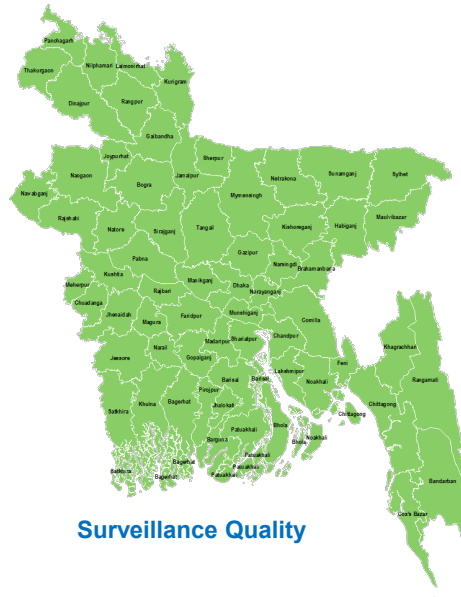 Panchagarh
Nilphamari
Lalmonirhat
Thakurgaon
Kurigram
Dinajpur
Rangpur
Gaibandha
Joypurhat
Sherpur
Naogaon
Jamalpur
Netrakona
Sunamganj
Sylhet
Bogra
Mymensingh
Navabganj
Rajshahi
Maulvibazar
Natore
Sirajganj
Tangail
Kishoreganj
Habiganj
Gazipur
Pabna
Narsingdi
Brahamanbaria
Kushtia
Manikganj
Dhaka
Meherpur
Rajbari
Narayanganj
Chuadanga
Jhenaidah
Faridpur
Munshiganj
Comilla
Magura
Chandpur
Shariatpur
Madaripur
Khagrachhari
Narail
Gopalganj
Jessore
Feni
Lakshmipur
Barisal
Barisal
Noakhali
Rangamati
Pirojpur
Khulna
Bagerhat
Jhalokati
Chittagong
Satkhira
Chittagong
Patuakhali
Bhola
Barguna
Noakhali
Bhola
Patuakhali
Bagerhat
Patuakhali
Satkhira
Patuakhali
Bagerhat
Bandarban
Cox's Bazar
Surveillance Quality